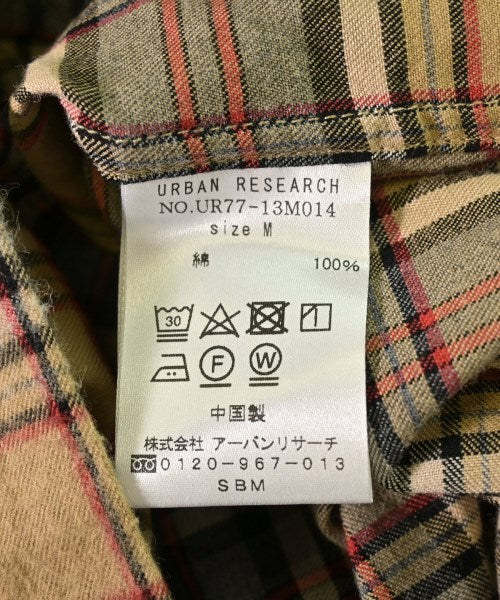 URBAN RESEARCH
NO.UR77-13M014
size M
綿 100%
30
F W
中国製
株式会社 アーバンリサーチ
0120-967-013
SBM